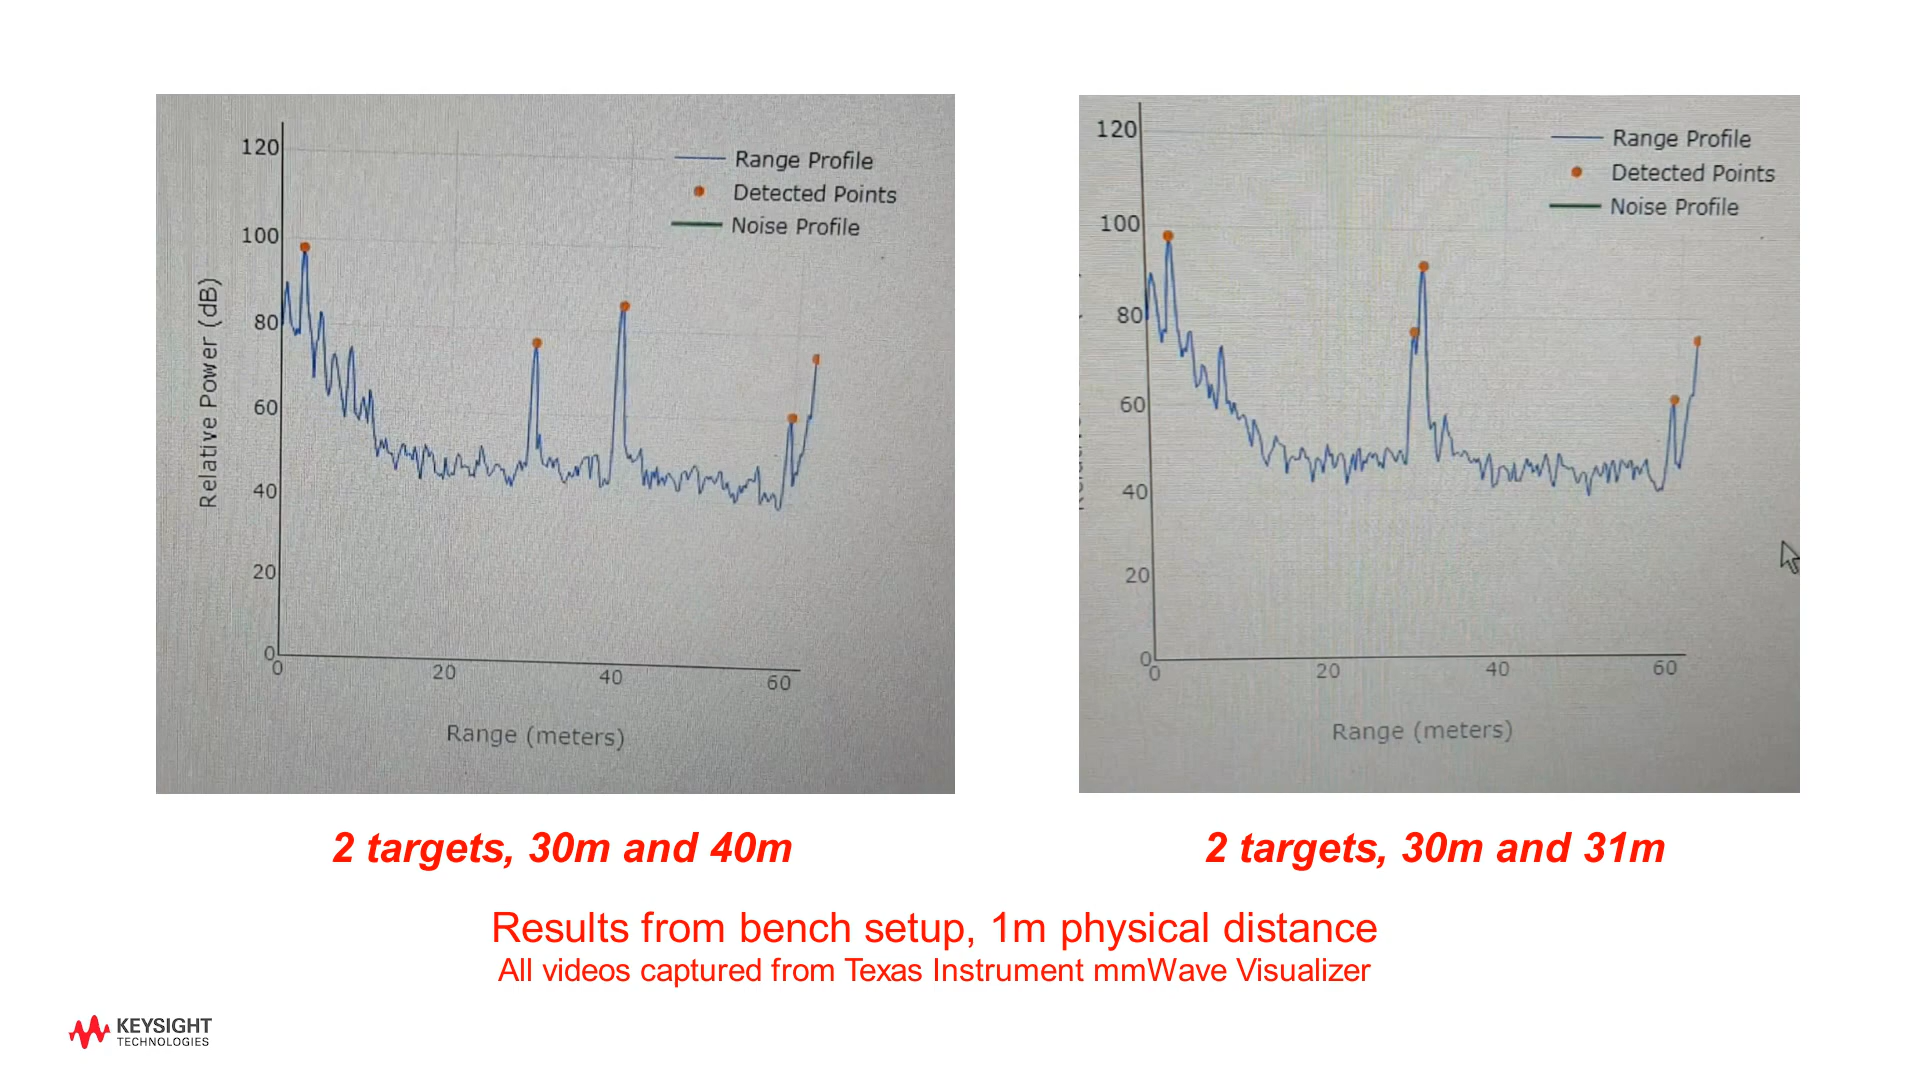 120
100
80
60
40
20
0
0
20
40
60
Relative Power (dB)
Range (meters)
Range Profile
Detected Points
Noise Profile
120
100
80
60
40
20
0
0
20
40
60
Range (meters)
Range Profile
Detected Points
Noise Profile
2 targets, 30m and 40m
2 targets, 30m and 31m
Results from bench setup, 1m physical distance
All videos captured from Texas Instrument mmWave Visualizer
KEYSIGHT
TECHNOLOGIES